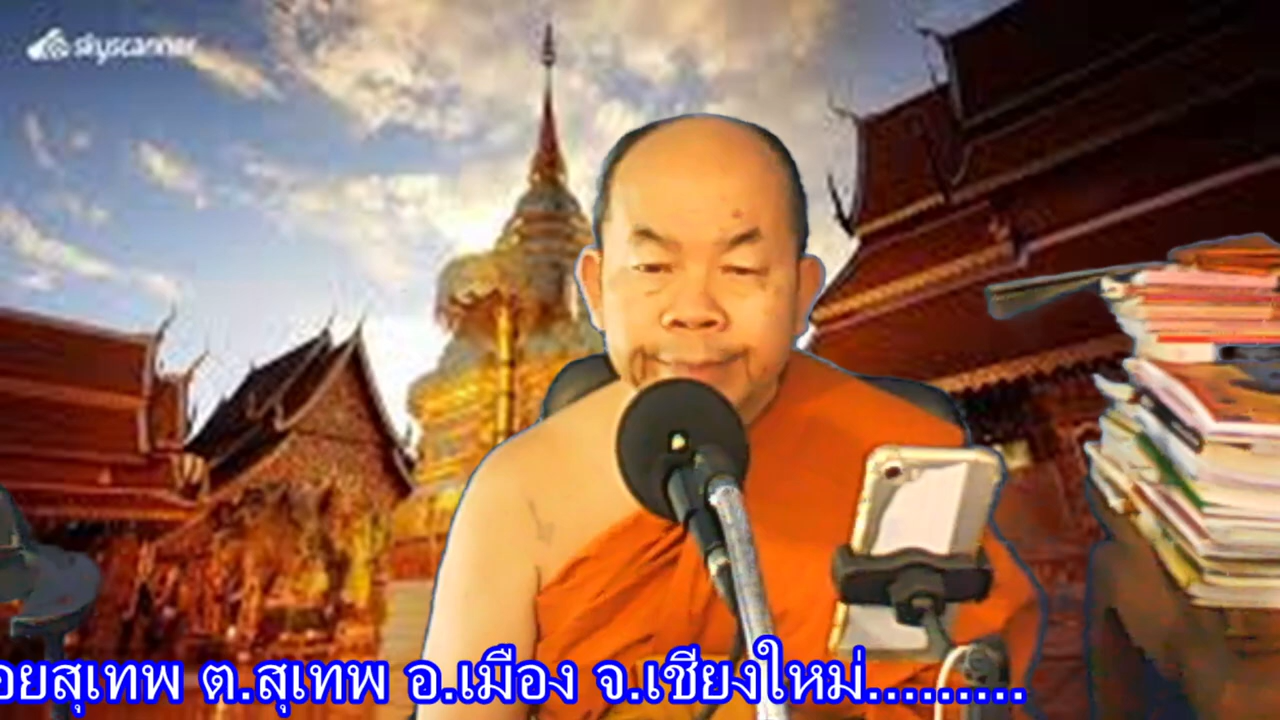 skyscanner
อยสุเทพ ต.สุเทพ อ.เมือง จ.เชียงใหม่.........